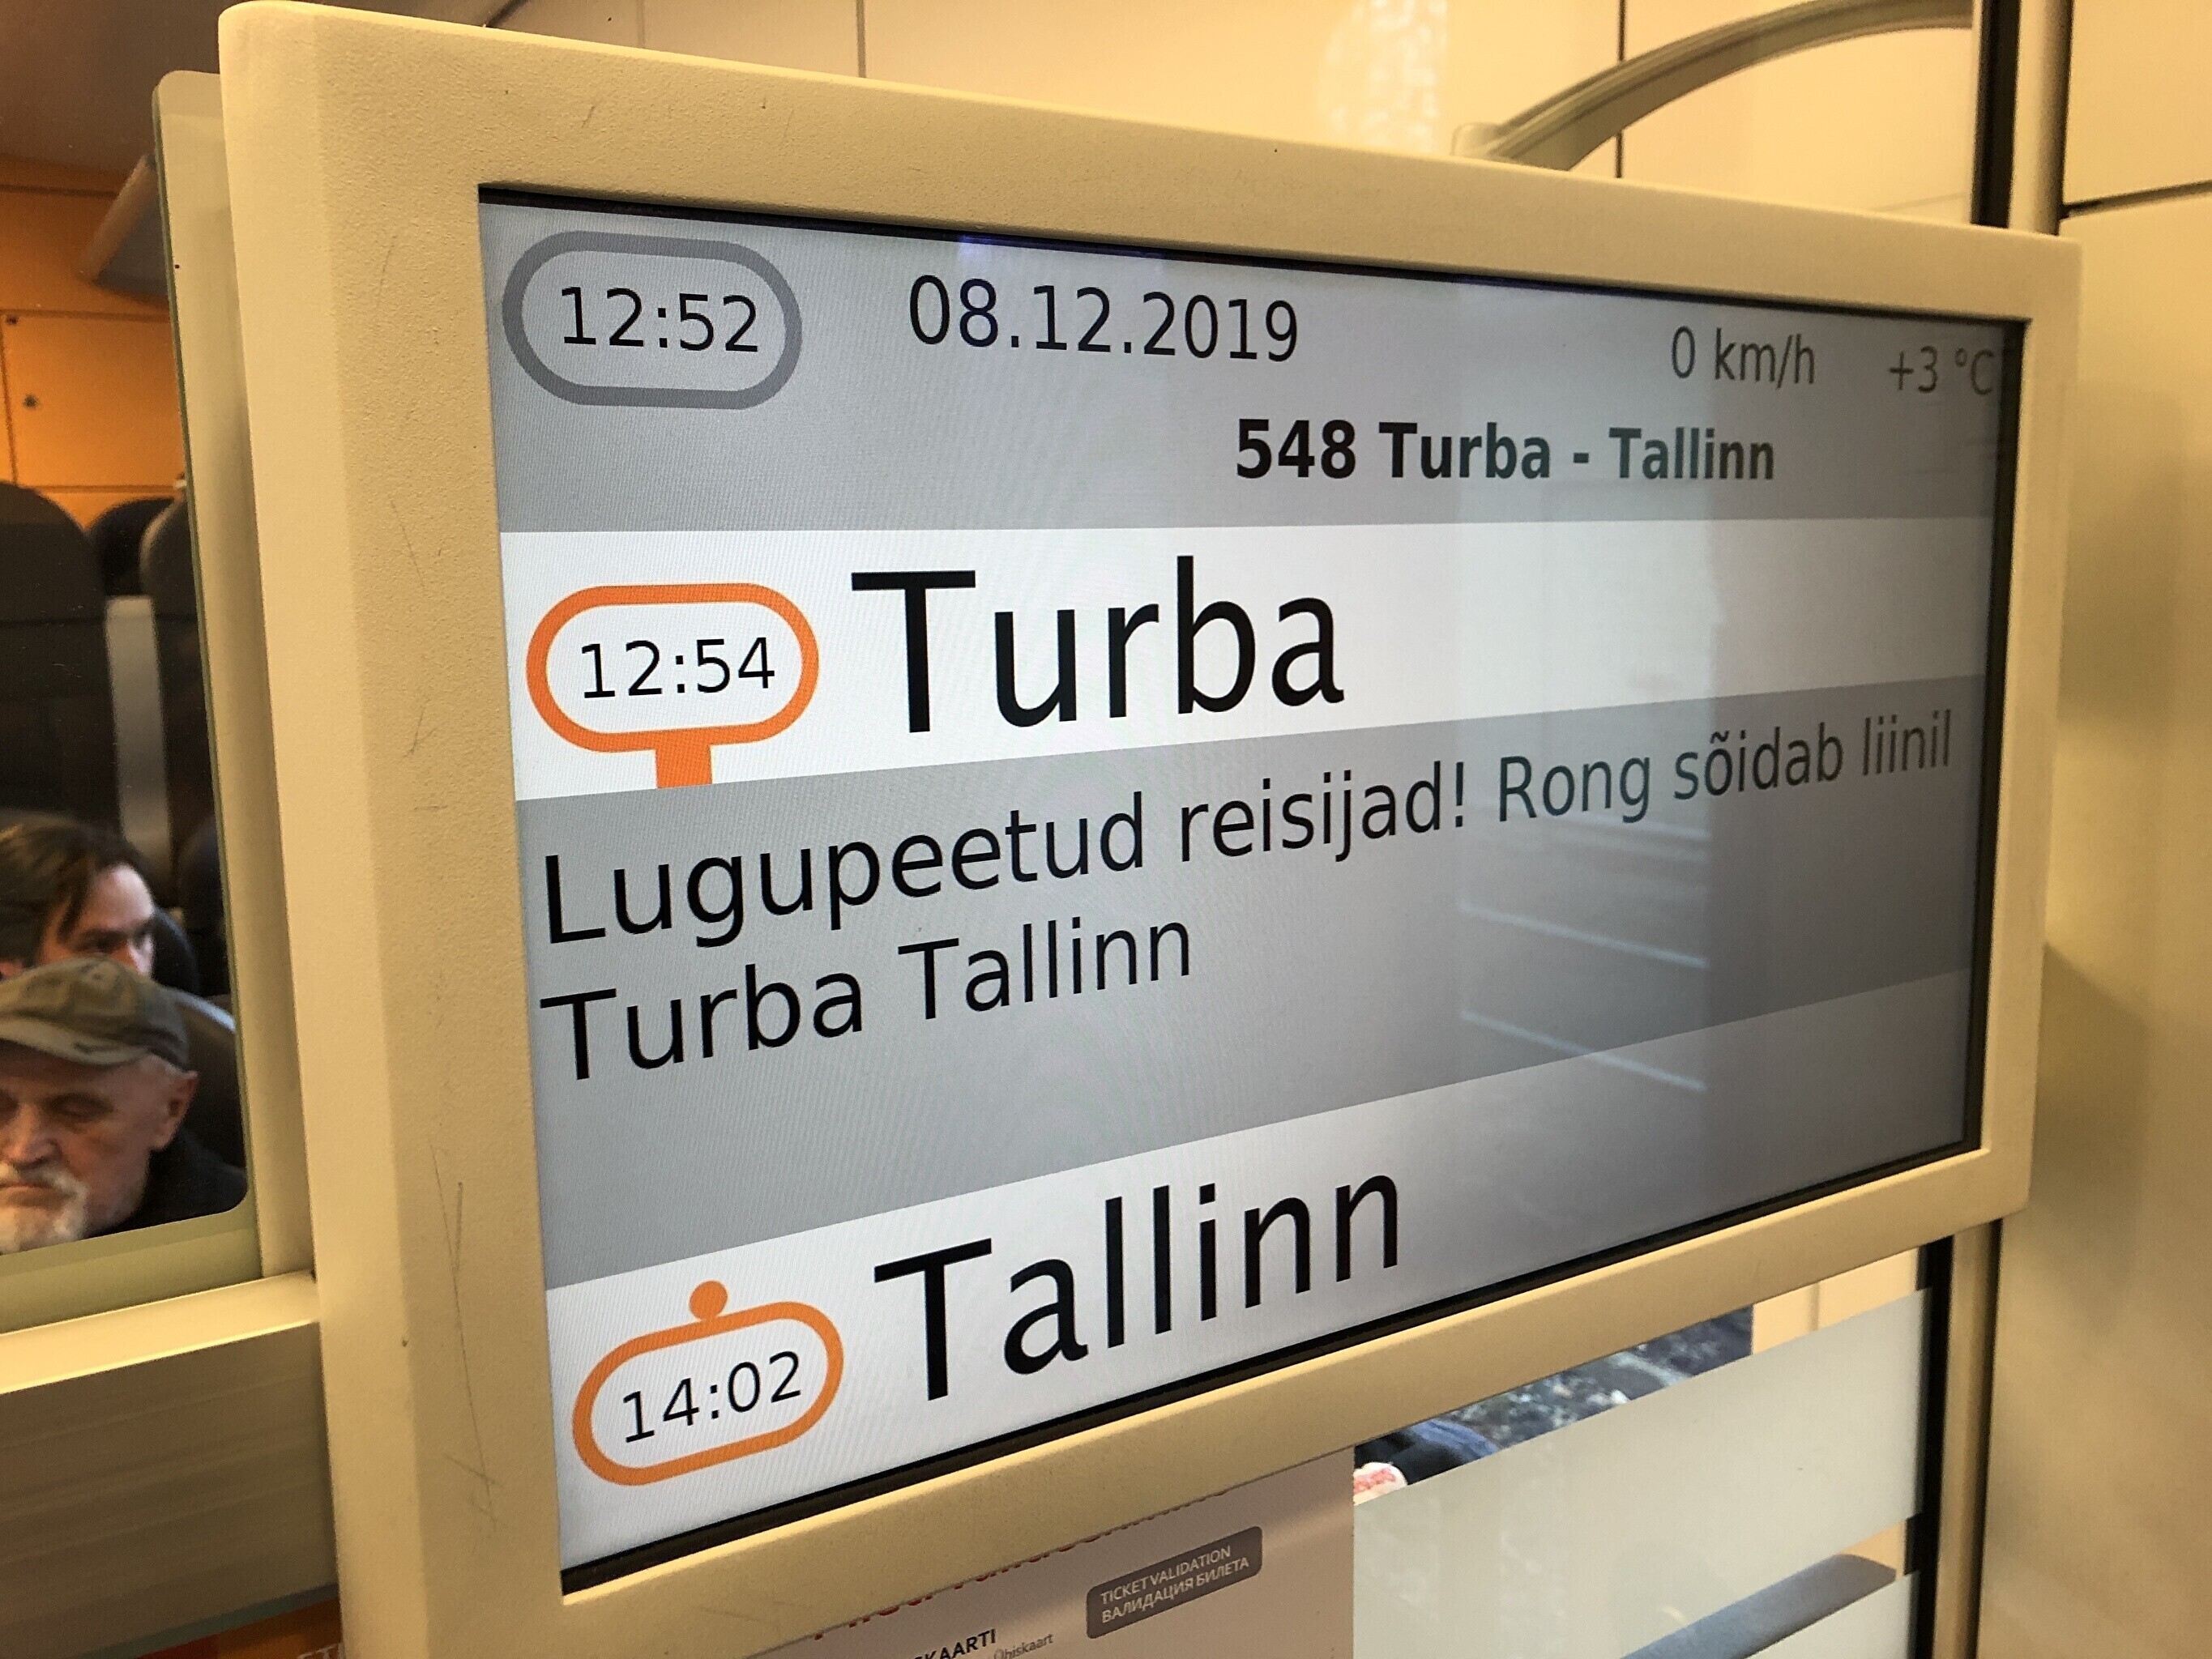 12:52 08.12.2019 0 km/h +3 °C
548 Turba - Tallinn
12:54 Turba
Lugupeetud reisijad! Rong sõidab liinil
Turba Tallinn
14:02 Tallinn
TICKET VALIDATION
ВАЛИДАЦИЯ БИЛЕТА
Ühiskaart